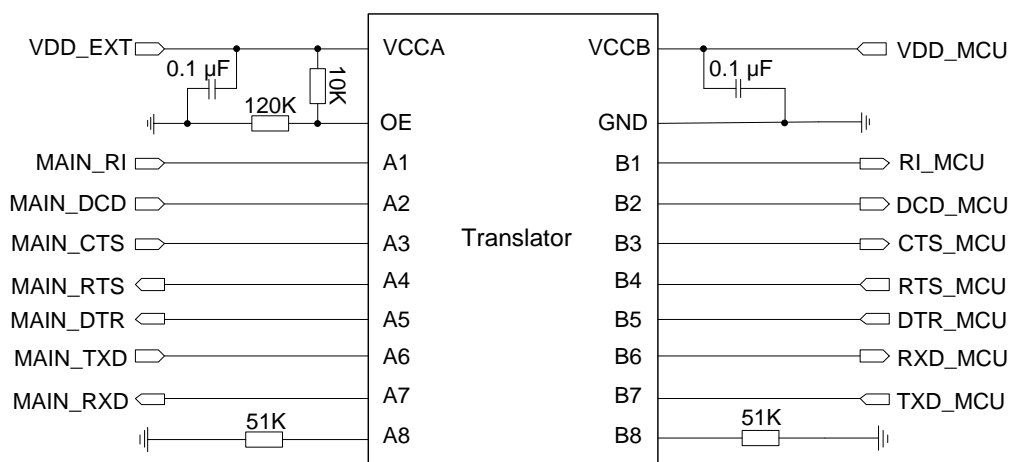 VDD_EXT VCCA VCCB VDD_MCU
0.1 µF 10K 0.1 µF
120K OE GND
MAIN_RI A1 B1 RI_MCU
MAIN_DCD A2 B2 DCD_MCU
MAIN_CTS A3 Translator B3 CTS_MCU
MAIN_RTS A4 B4 RTS_MCU
MAIN_DTR A5 B5 DTR_MCU
MAIN_TXD A6 B6 RXD_MCU
MAIN_RXD A7 B7 TXD_MCU
51K A8 B8 51K